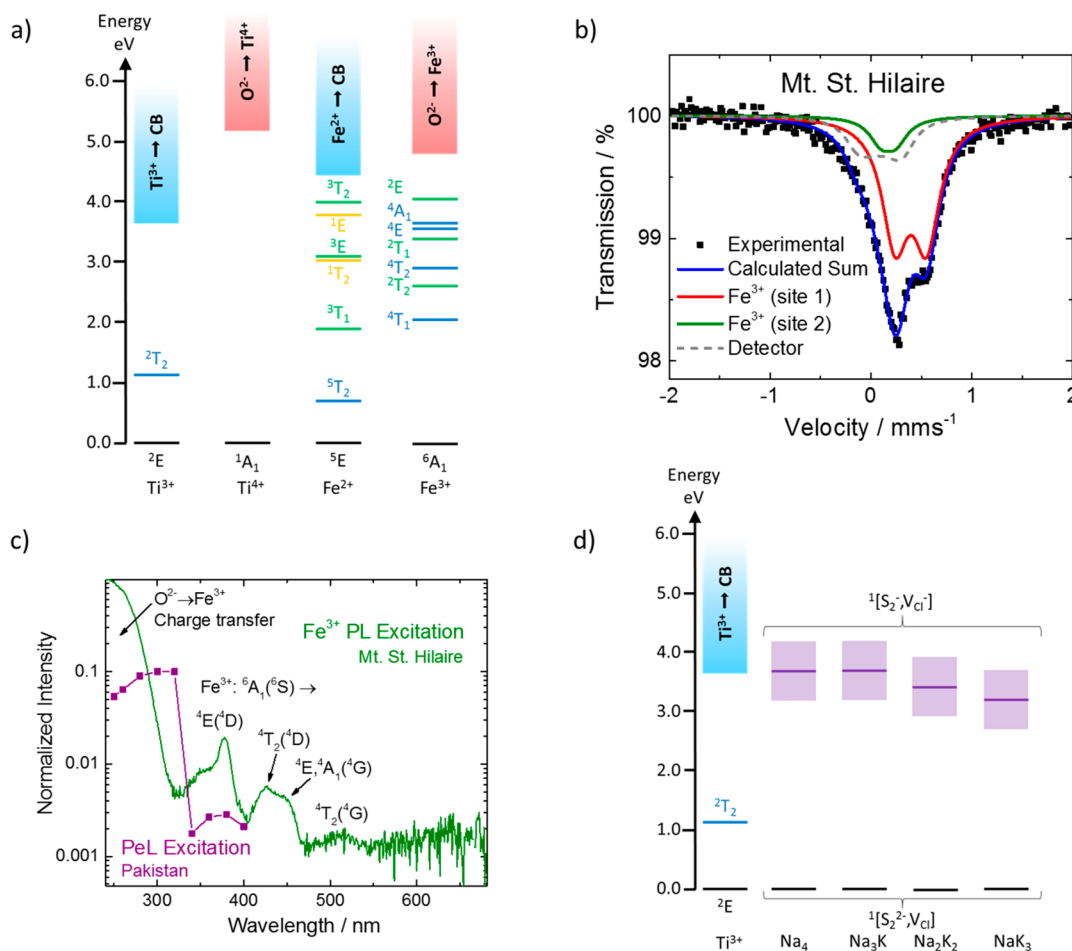 a)
Energy
eV
6.0
5.0
4.0
3.0
2.0
1.0
0.0
Ti³⁺ → CB
O²⁻ → Ti⁴⁺
Fe²⁺ → CB
O²⁻ → Fe³⁺
²T₂
³T₂
¹E
³E
¹T₂
³T₁
⁵T₂
²E
⁴A₁
⁴E
²T₁
⁴T₂
²T₂
⁴T₁
²E ¹A₁ ⁵E ⁶A₁
Ti³⁺ Ti⁴⁺ Fe²⁺ Fe³⁺
b)
Mt. St. Hilaire
Transmission / %
100
99
98
Experimental
Calculated Sum
Fe³⁺ (site 1)
Fe³⁺ (site 2)
Detector
-2 -1 0 1 2
Velocity / mms⁻¹
c)
Normalized Intensity
0.1
0.01
0.001
O²⁻→Fe³⁺
Charge transfer
Fe³⁺ PL Excitation
Mt. St. Hilaire
Fe³⁺: ⁶A₁(⁶S) →
⁴E(⁴D)
⁴T₂(⁴D)
⁴E,⁴A₁(⁴G)
⁴T₂(⁴G)
PeL Excitation
Pakistan
300 400 500 600
Wavelength / nm
d)
Energy
eV
6.0
5.0
4.0
3.0
2.0
1.0
0.0
Ti³⁺ → CB
¹[S₂⁻,V_Cl⁻]
²T₂
²E
Ti³⁺
¹[S₂²⁻,V_Cl]
Na₄ Na₃K Na₂K₂ NaK₃